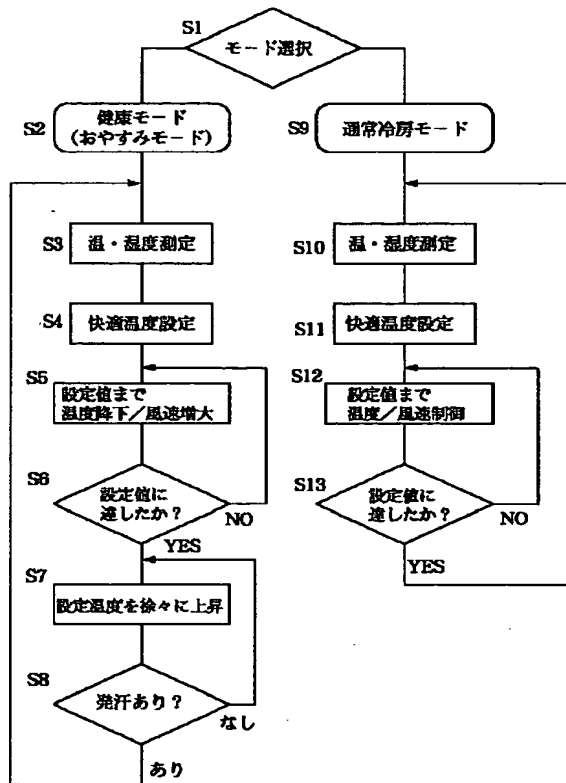 S1
モード選択
S2
健康モード
(おやすみモード)
S3
温・湿度測定
S4
快適温度設定
S5
設定値まで
温度降下/風速増大
S6
設定値に
達したか?
NO
YES
S7
設定温度を徐々に上昇
S8
発汗あり?
なし
あり
S9
通常冷房モード
S10
温・湿度測定
S11
快適温度設定
S12
設定値まで
温度/風速制御
S13
設定値に
達したか?
NO
YES